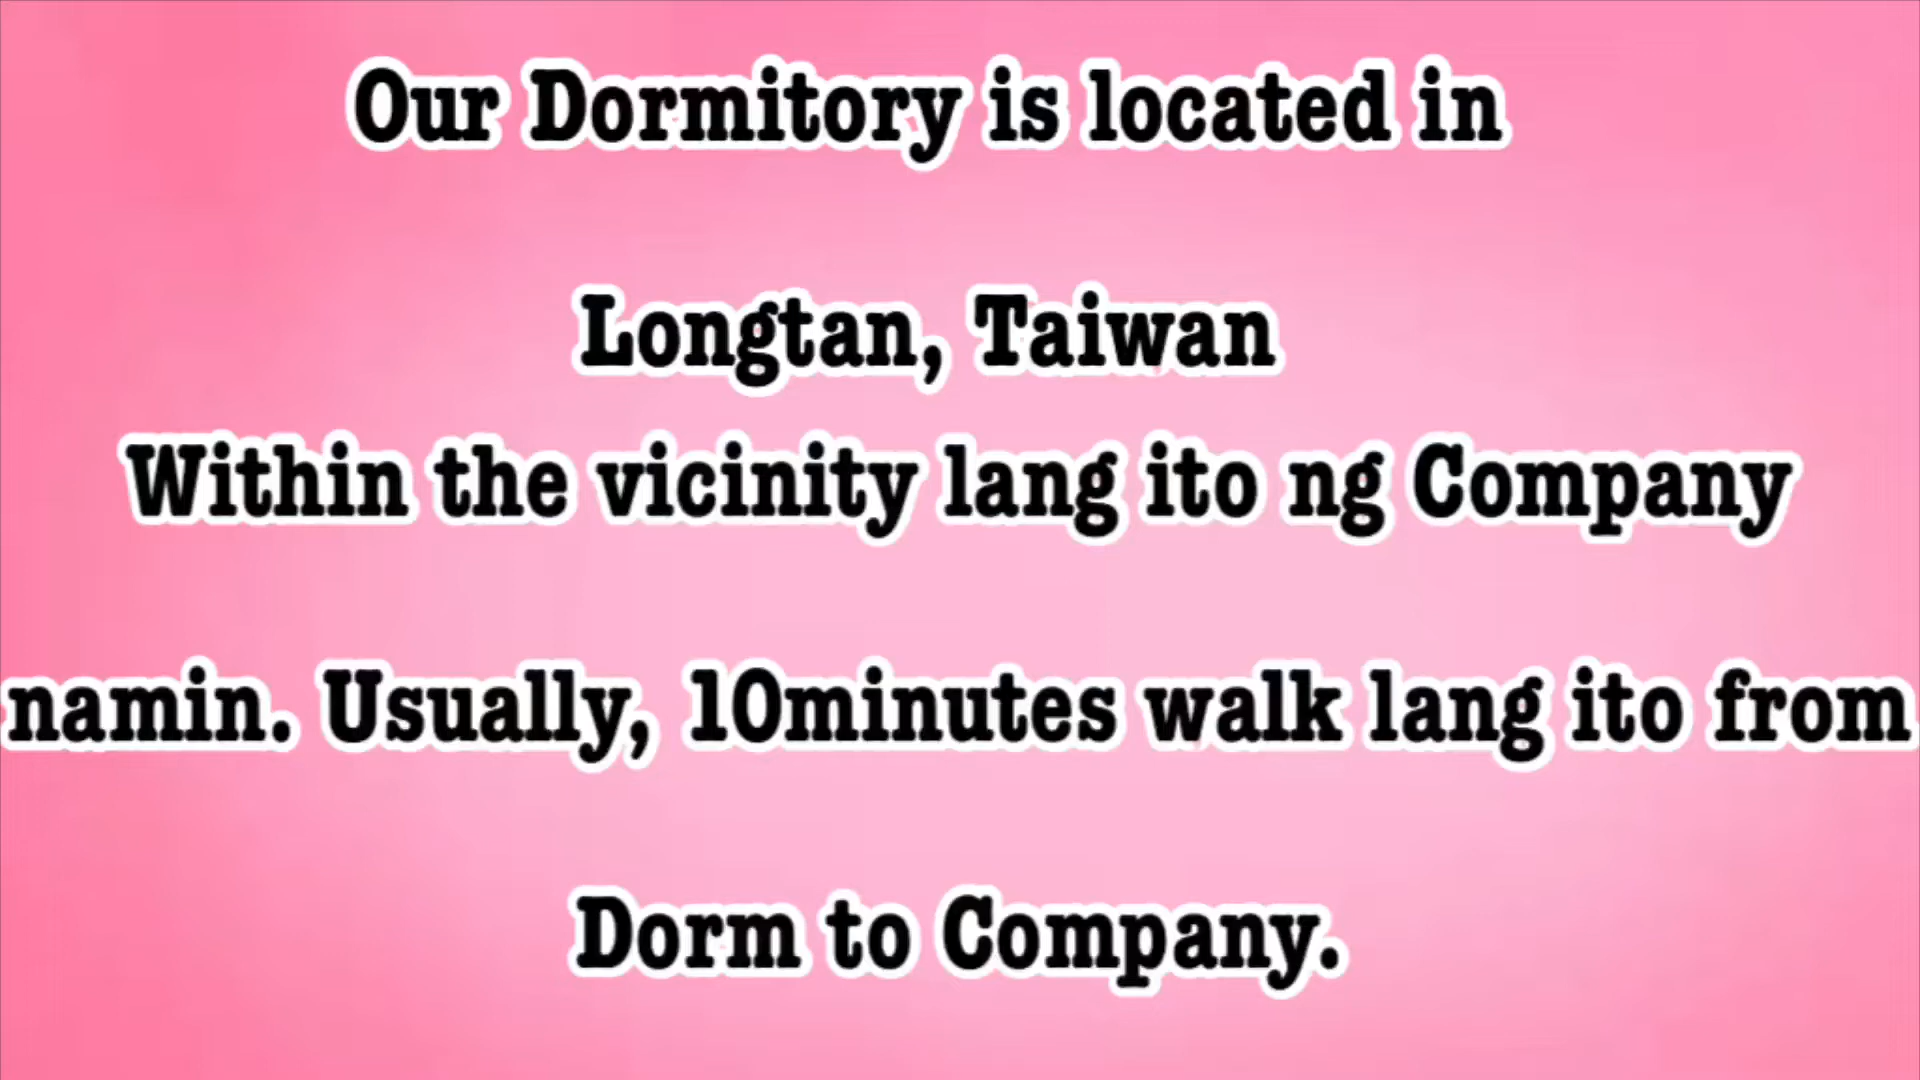 Our Dormitory is located in
Longtan, Taiwan
Within the vicinity lang ito ng Company
namin. Usually, 10minutes walk lang ito from
Dorm to Company.